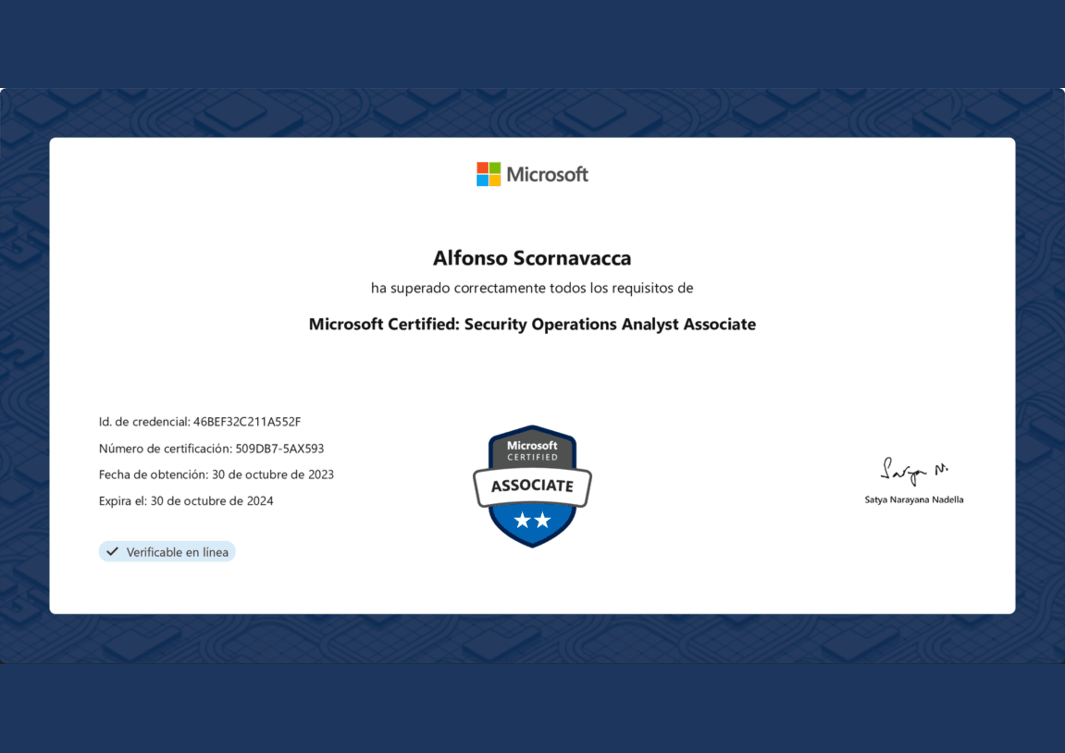 Microsoft
Alfonso Scornavacca
ha superado correctamente todos los requisitos de
Microsoft Certified: Security Operations Analyst Associate
Id. de credencial: 46BEF32C211A552F
Número de certificación: 509DB7-5AX593
Fecha de obtención: 30 de octubre de 2023
Expira el: 30 de octubre de 2024
Verificable en línea
Microsoft
CERTIFIED
ASSOCIATE
Satya N.
Satya Narayana Nadella